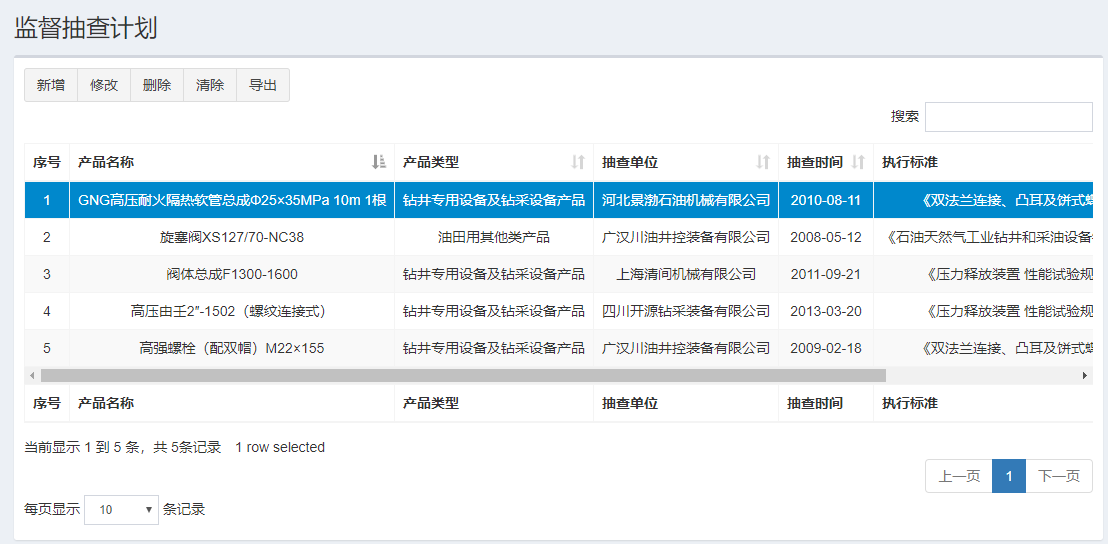 监督抽查计划
新增 修改 删除 清除 导出
搜索
序号 产品名称 产品类型 抽查单位 抽查时间 执行标准
1 GNG高压耐火隔热软管总成Φ25×35MPa 10m 1根 钻井专用设备及钻采设备产品 河北景渤石油机械有限公司 2010-08-11 《双法兰连接、凸耳及饼式蝶
2 旋塞阀XS127/70-NC38 油田用其他类产品 广汉川油井控装备有限公司 2008-05-12 《石油天然气工业钻井和采油设备
3 阀体总成F1300-1600 钻井专用设备及钻采设备产品 上海清间机械有限公司 2011-09-21 《压力释放装置 性能试验规
4 高压由壬2″-1502（螺纹连接式） 钻井专用设备及钻采设备产品 四川开源钻采装备有限公司 2013-03-20 《压力释放装置 性能试验规
5 高强螺栓（配双帽）M22×155 钻井专用设备及钻采设备产品 广汉川油井控装备有限公司 2009-02-18 《双法兰连接、凸耳及饼式蝶
序号 产品名称 产品类型 抽查单位 抽查时间 执行标准
当前显示 1 到 5 条，共 5条记录 1 row selected
上一页 1 下一页
每页显示 10 条记录